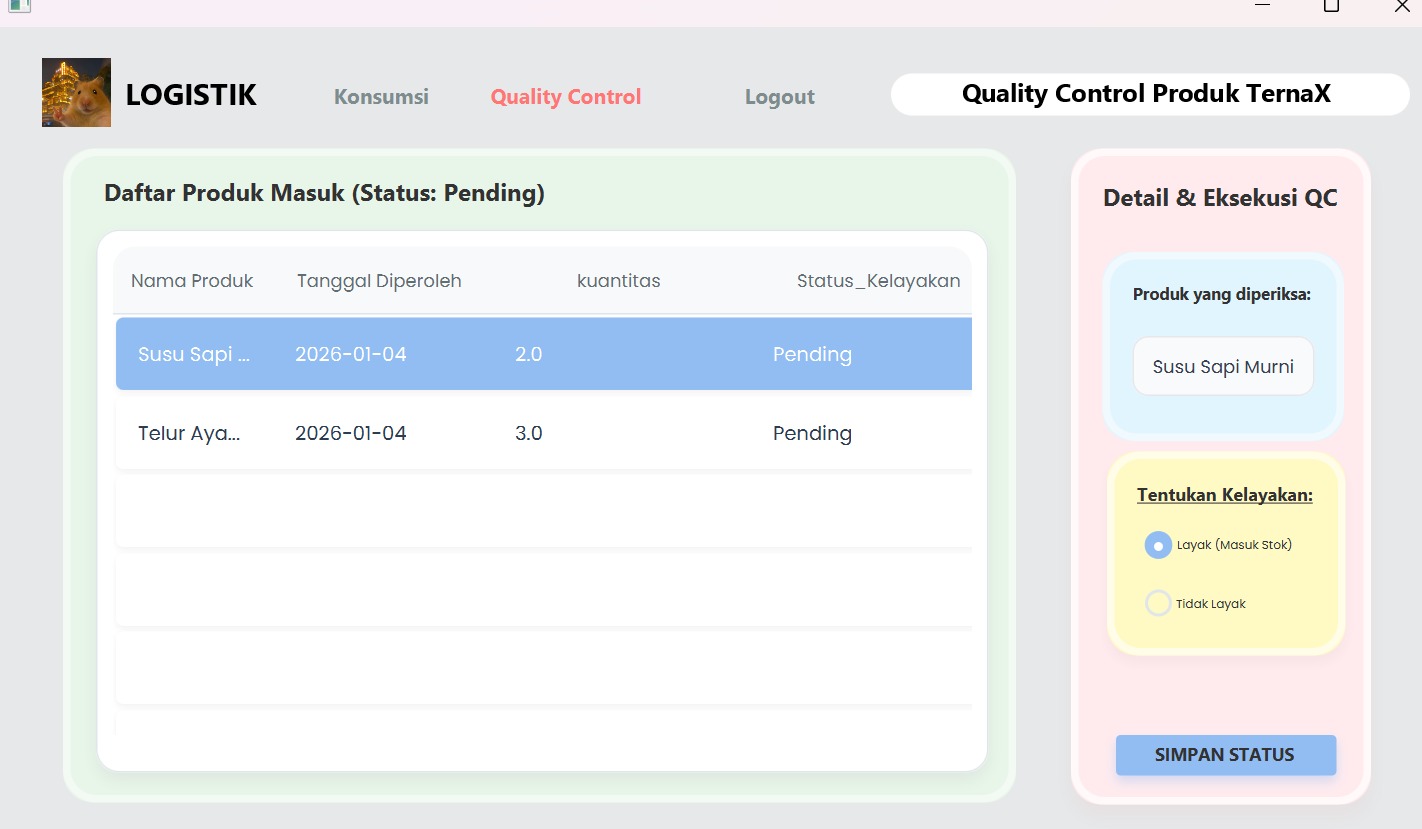 LOGISTIK
Konsumsi
Quality Control
Logout
Quality Control Produk TernaX
Daftar Produk Masuk (Status: Pending)
Nama Produk Tanggal Diperoleh kuantitas Status_Kelayakan
Susu Sapi ... 2026-01-04 2.0 Pending
Telur Aya... 2026-01-04 3.0 Pending
Detail & Eksekusi QC
Produk yang diperiksa:
Susu Sapi Murni
Tentukan Kelayakan:
Layak (Masuk Stok)
Tidak Layak
SIMPAN STATUS